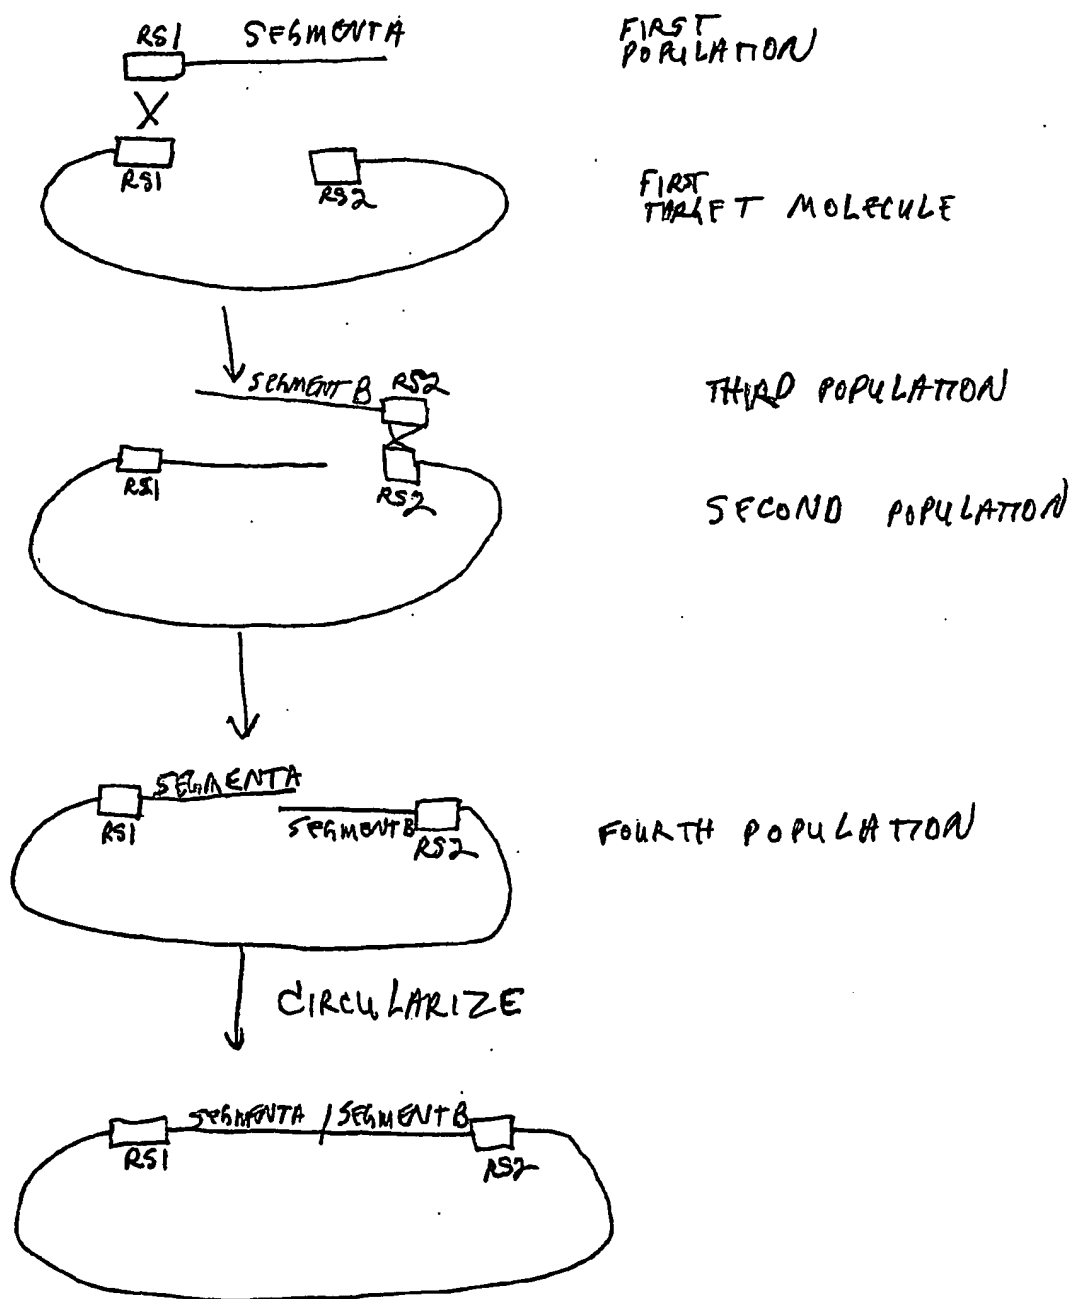 RS1 SEGMENTA
FIRST
POPULATION
RS1
RS2
FIRST
TARGET MOLECULE
SEGMENT B RS2
THIRD POPULATION
RS1
RS2
SECOND POPULATION
SEGMENTA
RS1
SEGMENTB
RS2
FOURTH POPULATION
CIRCULARIZE
SEGMENTA / SEGMENTB
RS1
RS2